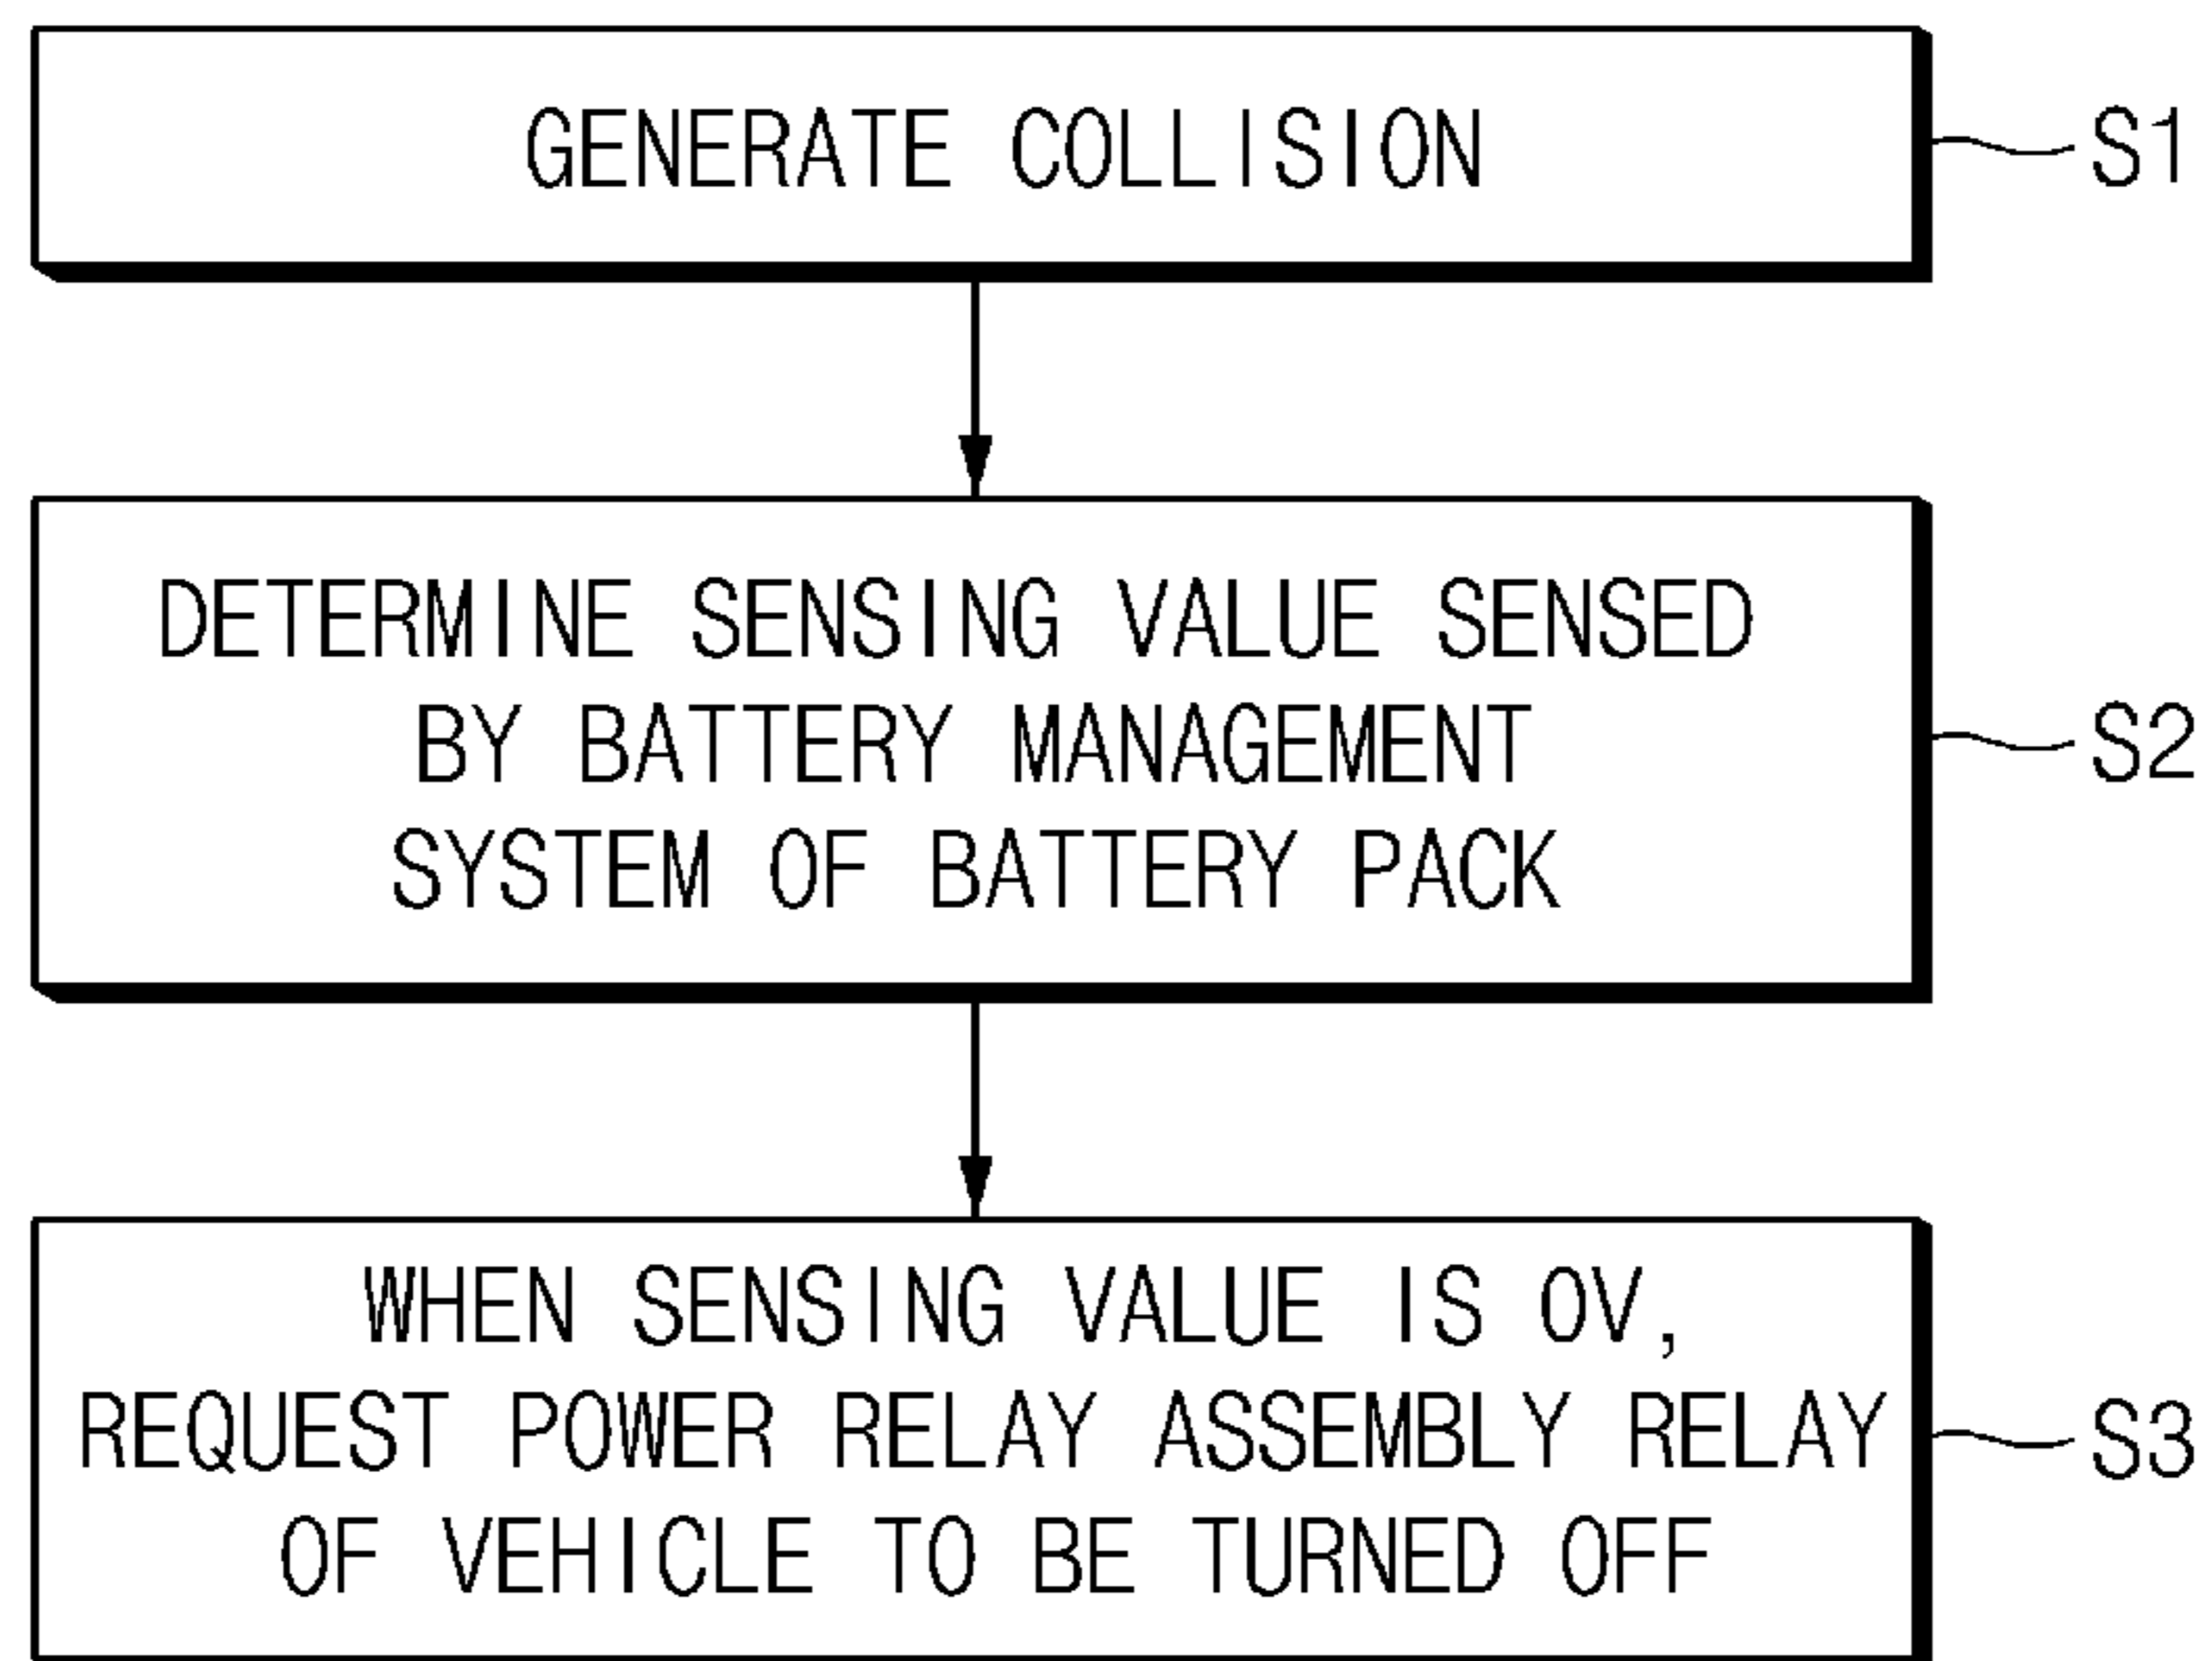 GENERATE COLLISION
S1
DETERMINE SENSING VALUE SENSED
BY BATTERY MANAGEMENT
SYSTEM OF BATTERY PACK
S2
WHEN SENSING VALUE IS 0V,
REQUEST POWER RELAY ASSEMBLY RELAY
OF VEHICLE TO BE TURNED OFF
S3